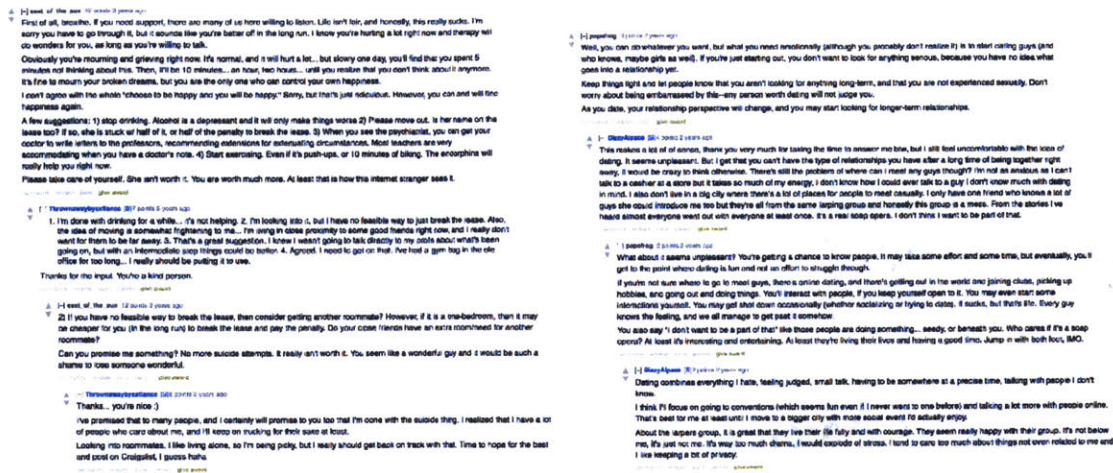 [-] east_of_the_sun 17 points 3 years ago
First of all, breathe. If you need support, there are many of us here willing to listen. Life isn't fair, and honestly, this really sucks. I'm
sorry you have to go through it, but it sounds like you're better off in the long run. I know you're hurting a lot right now and therapy will
do wonders for you, as long as you're willing to talk.
Obviously you're mourning and grieving right now. It's normal, and it will hurt a lot... but slowly one day, you'll find that you spent 5
minutes not thinking about this. Then, it'll be 10 minutes... an hour, two hours... until you realize that you don't think about it anymore.
It's fine to mourn your broken dreams, but you are the only one who can control your own happiness.
I don't agree with the whole "choose to be happy and you will be happy." Sorry, but that's just ridiculous. However, you can and will find
happiness again.
A few suggestions: 1) stop drinking. Alcohol is a depressant and it will only make things worse 2) Please move out. Is her name on the
lease too? If so, she is stuck w/ half of it, or half of the penalty to break the lease. 3) When you see the psychiatrist, you can get your
doctor to write letters to the professors, recommending extensions for extenuating circumstances. Most teachers are very
accommodating when you have a doctor's note. 4) Start exercising. Even if it's push-ups, or 10 minutes of biking. The endorphins will
really help you right now.
Please take care of yourself. She isn't worth it. You are worth much more. At least that is how this internet stranger sees it.
give award
points 3 years ago
1. I'm done with drinking for a while... it's not helping. 2. I'm looking into it, but I have no feasible way to just break the lease. Also,
the idea of moving is somewhat frightening to me... I'm living in close proximity to some good friends right now, and I really don't
want for them to be far away. 3. That's a great suggestion. I knew I wasn't going to talk directly to my profs about what's been
going on, but with an intermediate step things could be better. 4. Agreed. I need to get on that. I've had a gym bag in the ole
office for too long... I really should be putting it to use.
Thanks for the input. You're a kind person.
[-] east_of_the_sun 12 points 3 years ago
2) If you have no feasible way to break the lease, then consider getting another roommate? However, if it is a one-bedroom, then it may
be cheaper for you (in the long run) to break the lease and pay the penalty. Do your close friends have an extra room/need for another
roommate?
Can you promise me something? No more suicide attempts. It really isn't worth it. You seem like a wonderful guy and it would be such a
shame to lose someone wonderful.
points 3 years ago
Thanks... you're nice :)
I've promised that to many people, and I certainly will promise to you too that I'm done with the suicide thing. I realized that I have a lot
of people who care about me, and I'll keep on trucking for their sake at least.
Looking into roommates. I like living alone, so I'm being picky, but I really should get back on track with that. Time to hope for the best
and post on Craigslist, I guess haha.
give award
[-] popsfrog points 2 years ago
Well, you can do whatever you want, but what you need emotionally (although you probably don't realize it) is to start dating guys (and
who knows, maybe girls as well). If you're just starting out, you don't want to look for anything serious, because you have no idea what
goes into a relationship yet.
Keep things light and let people know that you aren't looking for anything long-term, and that you are not experienced sexually. Don't
worry about being embarrassed by this--any person worth dating will not judge you.
As you date, your relationship perspective will change, and you may start looking for longer-term relationships.
give award
[-] DizzyAlpaca [S] points 2 years ago
This makes a lot of of sense, thank you very much for taking the time to answer me btw, but I still feel uncomfortable with the idea of
dating. It seems unpleasant. But I get that you can't have the type of relationships you have after a long time of being together right
away, it would be crazy to think otherwise. There's still the problem of where can I meet any guys though? I'm not as anxious as I can't
talk to a cashier at a store but it takes so much of my energy, I don't know how I could ever talk to a guy I don't know much with dating
in mind. I also don't live in a big city where there's a lot of places for people to meet casually. I only have one friend who knows a lot of
guys she could introduce me too but they're all from the same larping group and honestly this group is a mess. From the stories I've
heard almost everyone went out with everyone at least once. It's a real soap opera. I don't think I want to be part of that.
give award
popsfrog points 2 years ago
What about it seems unpleasant? You're getting a chance to know people. It may take some effort and some time, but eventually, you'll
get to the point where dating is fun and not an effort to struggle through.
If you're not sure where to go to meet guys, there's online dating, and there's getting out in the world and joining clubs, picking up
hobbies, and going out and doing things. You'll interact with people, if you keep yourself open to it. You may even start some
interactions yourself. You may get shot down occasionally (whether socializing or trying to date). It sucks, but that's life. Every guy
knows the feeling, and we all manage to get past it somehow.
You also say "I don't want to be a part of that" like those people are doing something... seedy, or beneath you. Who cares if it's a soap
opera? At least it's interesting and entertaining. At least they're living their lives and having a good time. Jump in with both feet, IMO.
give award
[-] DizzyAlpaca [S] points 2 years ago
Dating combines everything I hate, feeling judged, small talk, having to be somewhere at a precise time, talking with people I don't
know.
I think I'll focus on going to conventions (which seems fun even if I never went to one before) and talking a lot more with people online.
That's best for me at least until I move to a bigger city with more social event I'd actually enjoy.
About the larpers group, it is great that they live their life fully and with courage. They seem really happy with their group. It's not below
me, it's just not me. It's way too much drama, I would explode of stress. I tend to care too much about things not even related to me and
I like keeping a bit of privacy.
give award